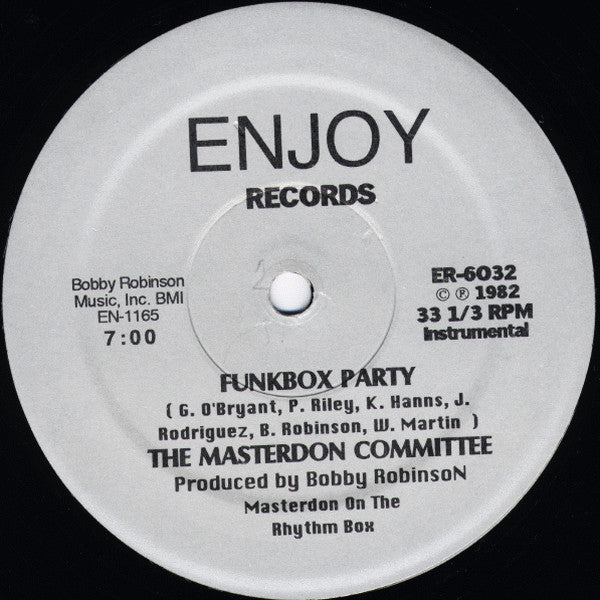 ENJOY
RECORDS
Bobby Robinson
Music, Inc. BMI
EN-1165
7:00
ER-6032
© ℗ 1982
33 1/3 RPM
Instrumental
FUNKBOX PARTY
( G. O'Bryant, P. Riley, K. Hanns, J.
Rodriguez, B. Robinson, W. Martin )
THE MASTERDON COMMITTEE
Produced by Bobby RobinsoN
Masterdon On The
Rhythm Box